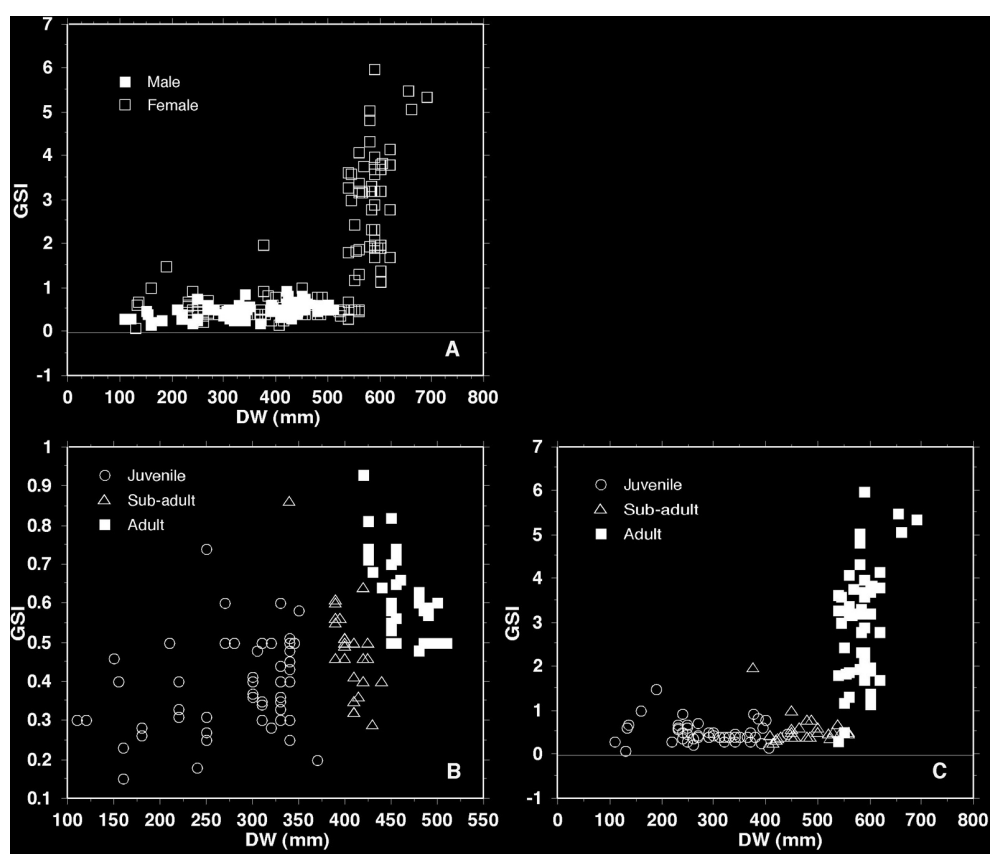 7
6
5
4
3
2
1
0
-1
GSI
Male
Female
A
0 100 200 300 400 500 600 700 800
DW (mm)
1
0.9
0.8
0.7
0.6
0.5
0.4
0.3
0.2
0.1
GSI
Juvenile
Sub-adult
Adult
B
100 150 200 250 300 350 400 450 500 550
DW (mm)
7
6
5
4
3
2
1
0
-1
GSI
Juvenile
Sub-adult
Adult
C
0 100 200 300 400 500 600 700 800
DW (mm)